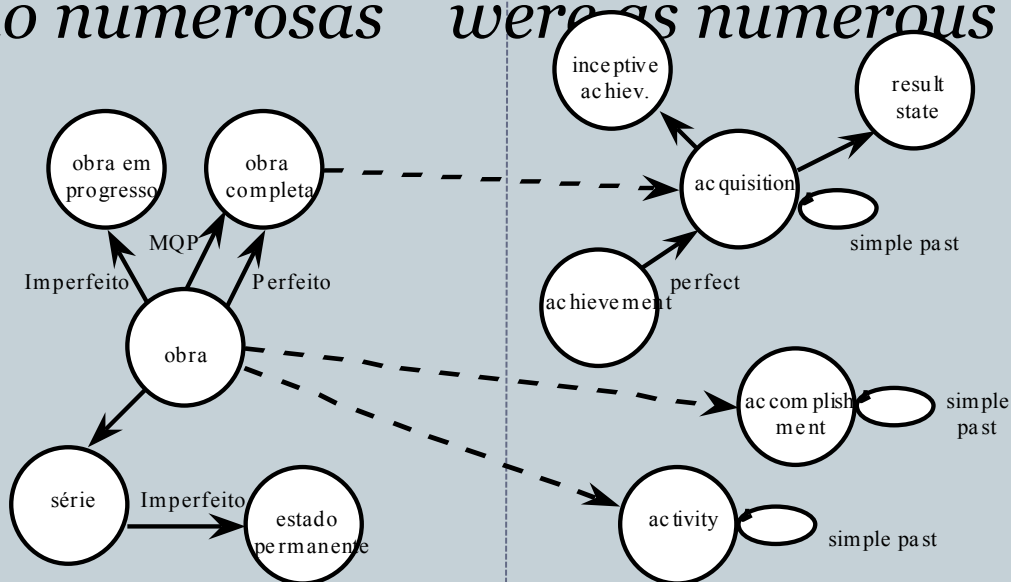 o numerosas
were as numerous
inceptive
achiev.
result
state
obra em
progresso
obra
completa
acquisition
MQP
simple past
Imperfeito
Perfeito
perfect
achievement
obra
accomplish
ment
simple
past
série
Imperfeito
estado
permanente
activity
simple past